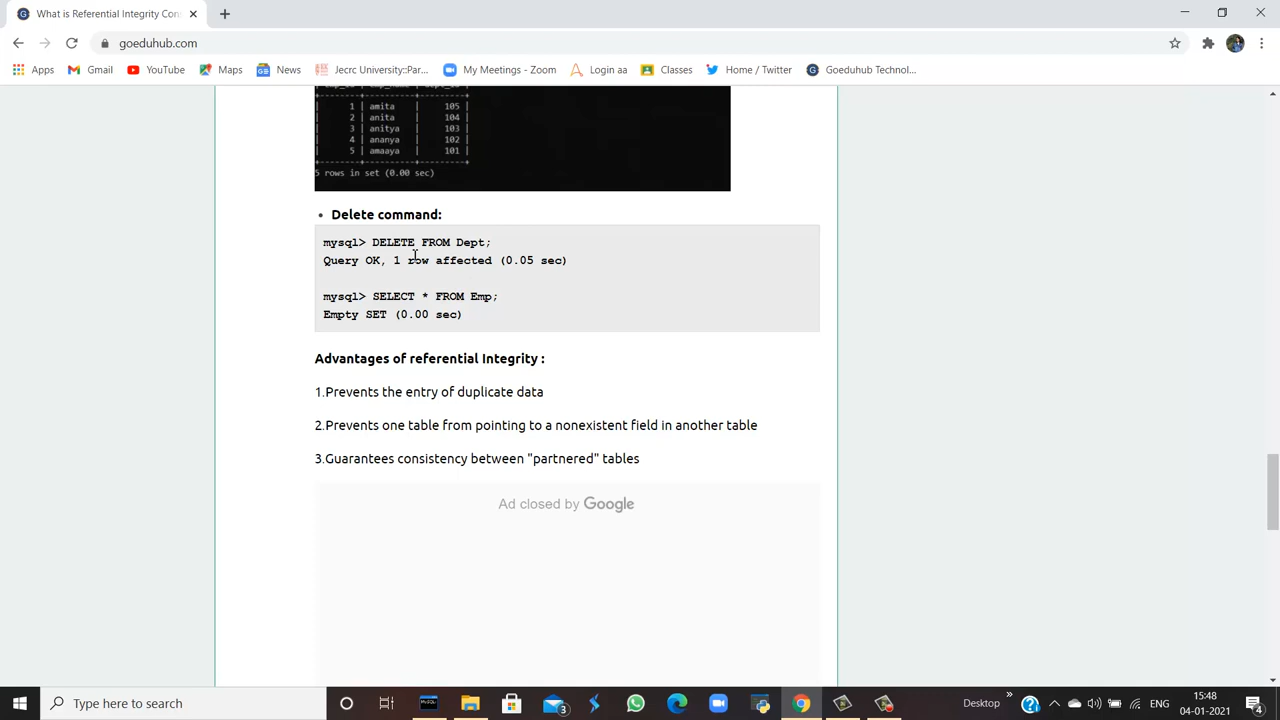 What is Referential Integrity Con
goeduhub.com
Apps Gmail YouTube Maps News Jecrc University::Par... My Meetings - Zoom Login aa Classes Home / Twitter Goeduhub Technol...
| 1 | amita | 105 |
| 2 | anita | 104 |
| 3 | anitya | 103 |
| 4 | ananya | 102 |
| 5 | amaaya | 101 |
5 rows in set (0.00 sec)
• Delete command:
mysql> DELETE FROM Dept;
Query OK, 1 row affected (0.05 sec)
mysql> SELECT * FROM Emp;
Empty SET (0.00 sec)
Advantages of referential Integrity :
1.Prevents the entry of duplicate data
2.Prevents one table from pointing to a nonexistent field in another table
3.Guarantees consistency between "partnered" tables
Ad closed by Google
Type here to search
3
Desktop
»
ENG
15:48
04-01-2021
4